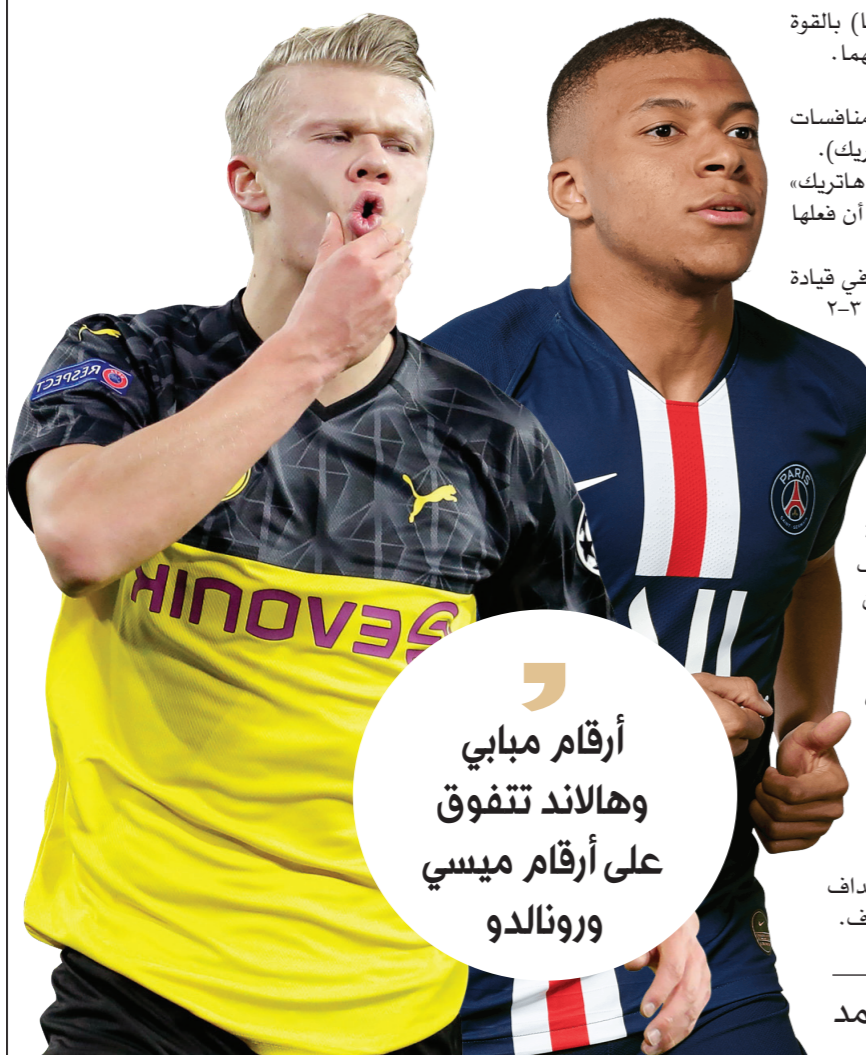 ا) بالقوة
هما.
منافسات
ريك).
هاتريك»
أن فعلها
في قيادة
٣-٢
RESPECT
PARIS
SAINT-GERMAIN
EVONIK
أرقام مبابي
وهالاند تتفوق
على أرقام ميسي
ورونالدو
داف
ف.
مد